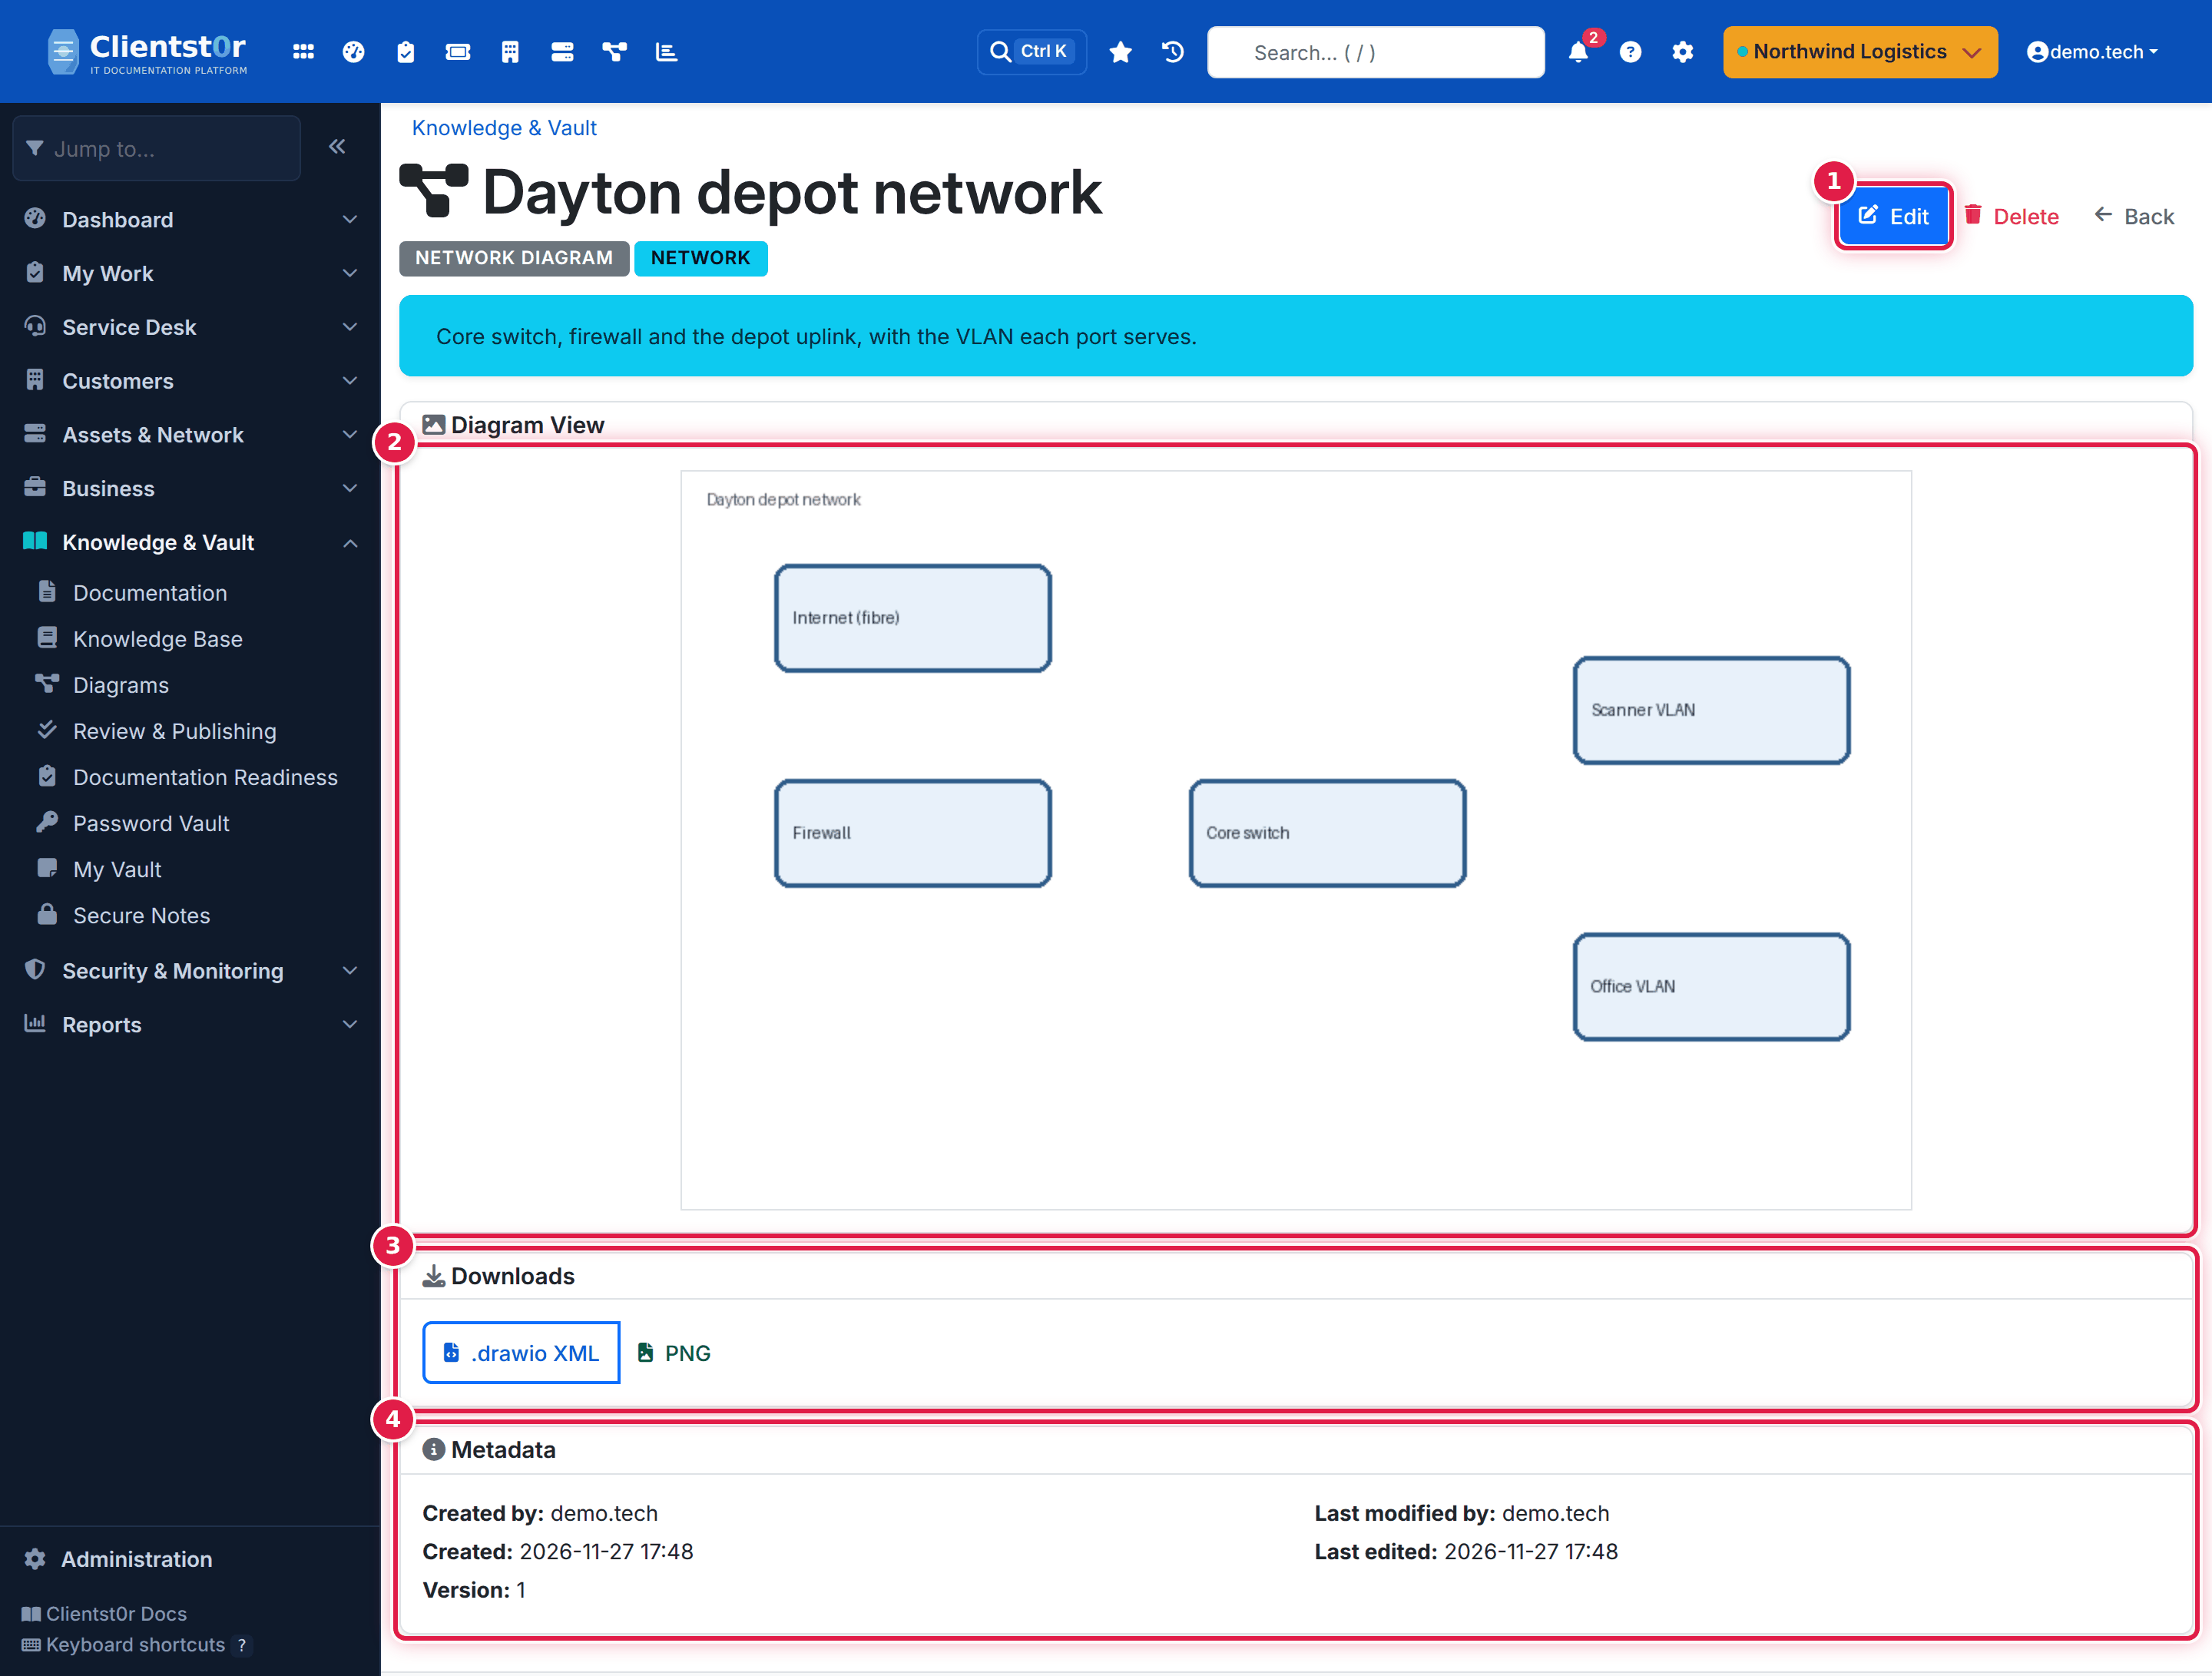 Clientst0r
IT DOCUMENTATION PLATFORM
Ctrl K
Search... ( / )
2
?
Northwind Logistics
demo.tech
Jump to...
Dashboard
My Work
Service Desk
Customers
Assets & Network
Business
Knowledge & Vault
Documentation
Knowledge Base
Diagrams
Review & Publishing
Documentation Readiness
Password Vault
My Vault
Secure Notes
Security & Monitoring
Reports
Administration
Clientst0r Docs
Keyboard shortcuts ?
Knowledge & Vault
Dayton depot network
1
Edit
Delete
Back
NETWORK DIAGRAM
NETWORK
Core switch, firewall and the depot uplink, with the VLAN each port serves.
Diagram View
2
Dayton depot network
Internet (fibre)
Scanner VLAN
Firewall
Core switch
Office VLAN
3
Downloads
.drawio XML
PNG
4
Metadata
Created by: demo.tech
Last modified by: demo.tech
Created: 2026-11-27 17:48
Last edited: 2026-11-27 17:48
Version: 1